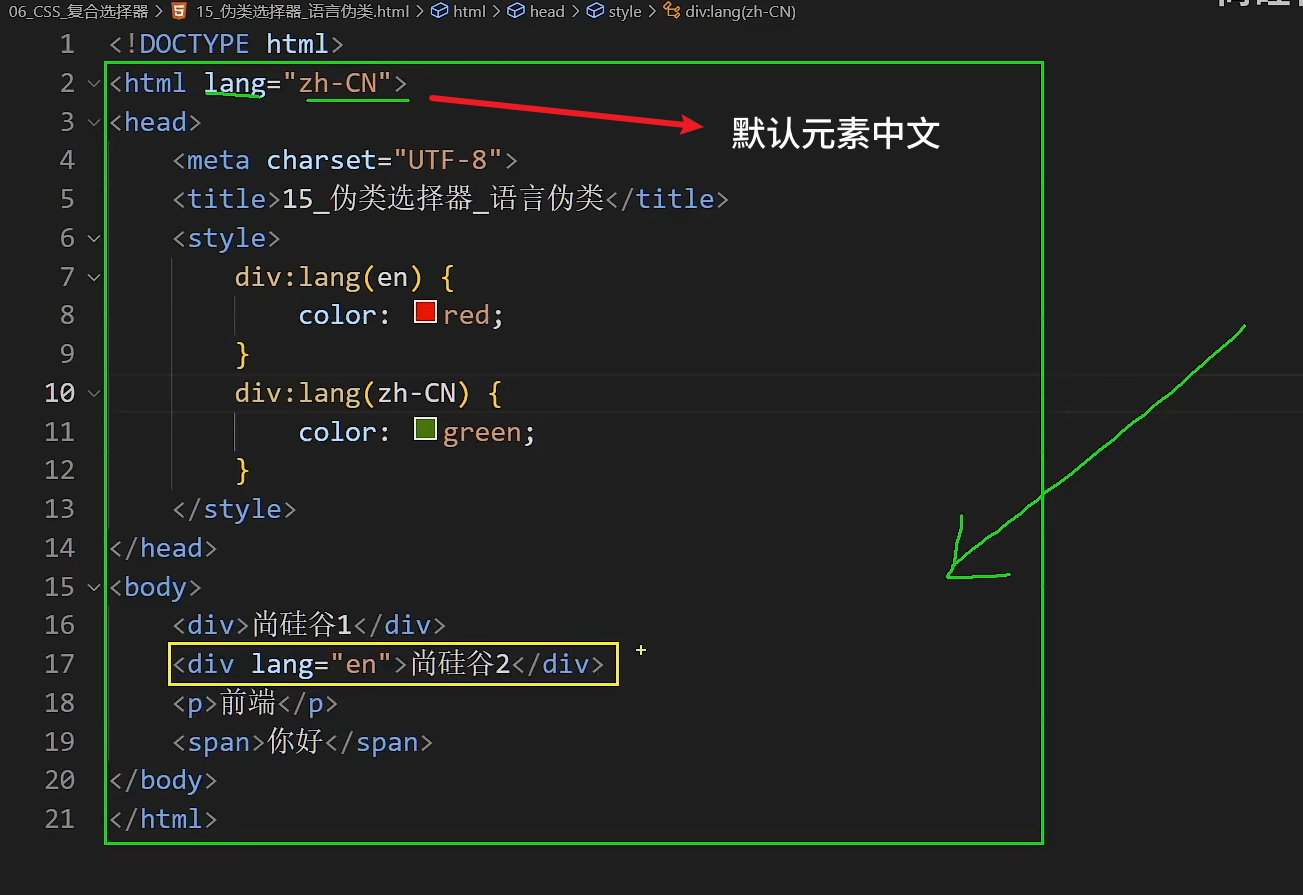 06_CSS_复合选择器 > 15_伪类选择器_语言伪类.html > html > head > style > div:lang(zh-CN)
1 <!DOCTYPE html>
2 <html lang="zh-CN">
3 <head>
默认元素中文
4 <meta charset="UTF-8">
5 <title>15_伪类选择器_语言伪类</title>
6 <style>
7 div:lang(en) {
8 color: red;
9 }
10 div:lang(zh-CN) {
11 color: green;
12 }
13 </style>
14 </head>
15 <body>
16 <div>尚硅谷1</div>
17 <div lang="en">尚硅谷2</div>
18 <p>前端</p>
19 <span>你好</span>
20 </body>
21 </html>